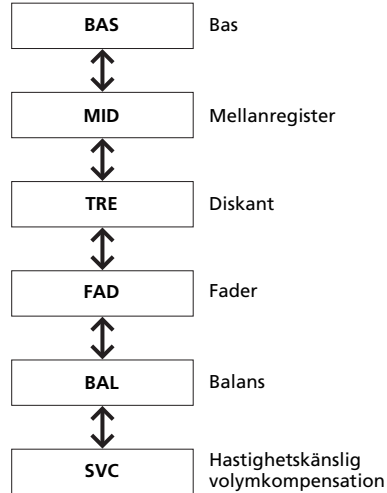 BAS Bas
MID Mellanregister
TRE Diskant
FAD Fader
BAL Balans
SVC Hastighetskänslig
volymkompensation